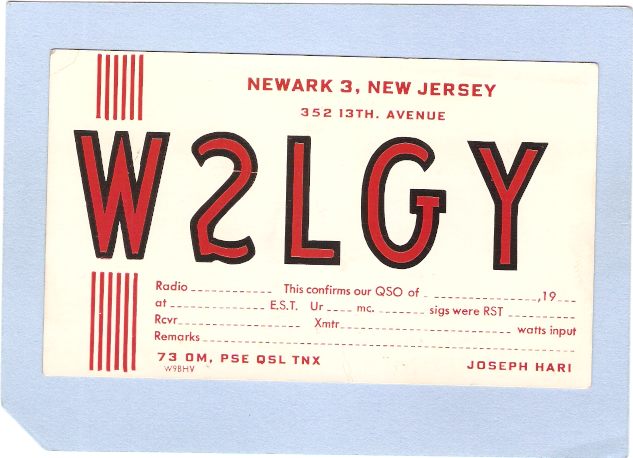 NEWARK 3, NEW JERSEY
352 13TH. AVENUE
W2LGY
Radio This confirms our QSO of , 19
at E.S.T. Ur mc. sigs were RST
Rcvr Xmtr watts input
Remarks
73 OM, PSE QSL TNX
W9BHV
JOSEPH HARI